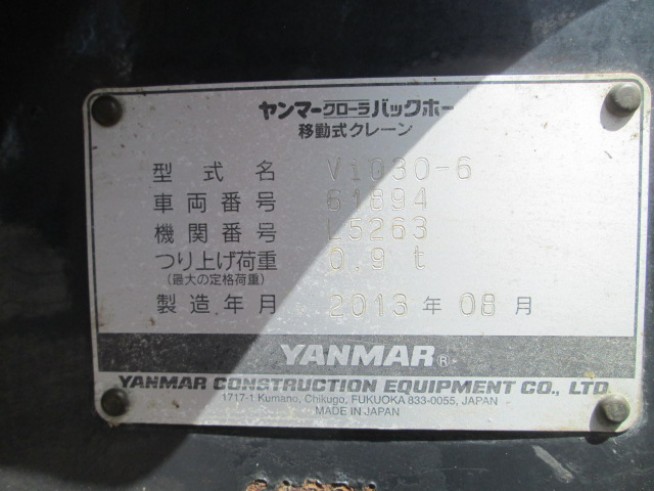 ヤンマークローラバックホー
移動式クレーン
型式名 ViO30-6
車両番号 61894
機関番号 L5263
つり上げ荷重 0.9 t
(最大の定格荷重)
製造年月 2013 年 08 月
YANMAR ®
YANMAR CONSTRUCTION EQUIPMENT CO., LTD.
1717-1 Kumano, Chikugo, FUKUOKA 833-0055, JAPAN
MADE IN JAPAN